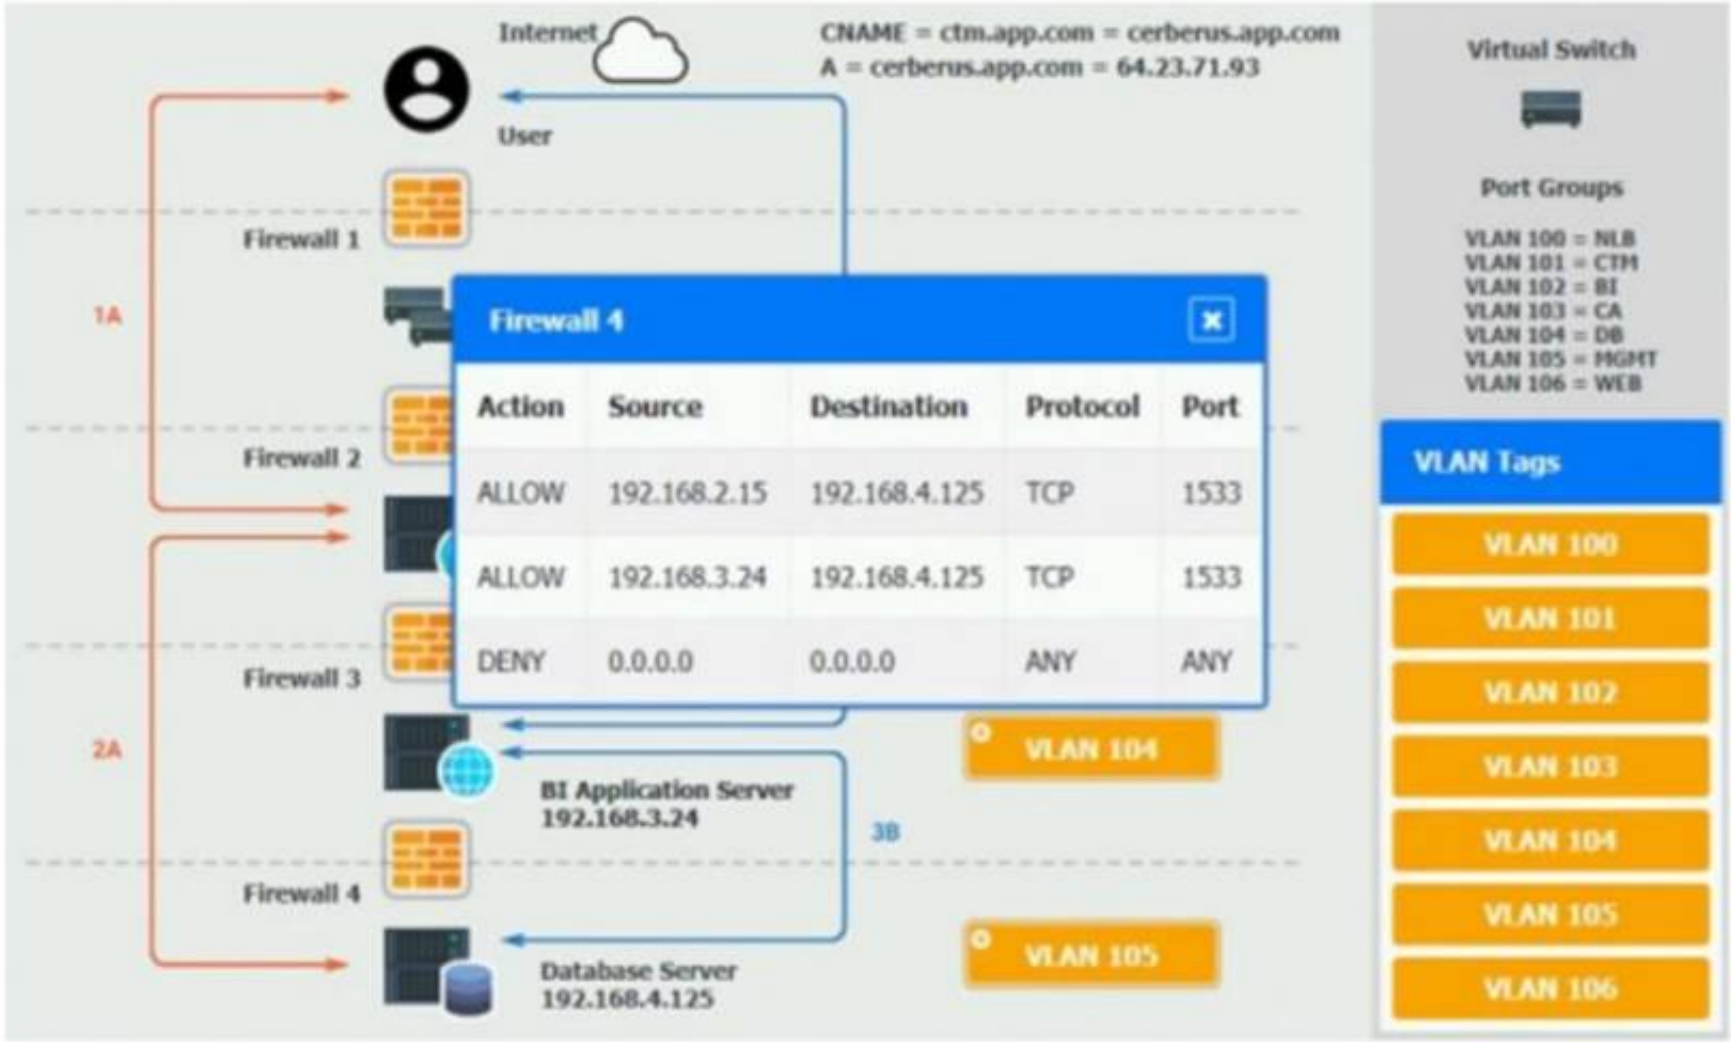 Internet
CNAME = ctm.app.com = cerberus.app.com
A = cerberus.app.com = 64.23.71.93
User
Firewall 1
1A
Firewall 2
Firewall 3
2A
Firewall 4
Firewall 4
Action Source Destination Protocol Port
ALLOW 192.168.2.15 192.168.4.125 TCP 1533
ALLOW 192.168.3.24 192.168.4.125 TCP 1533
DENY 0.0.0.0 0.0.0.0 ANY ANY
BI Application Server
192.168.3.24
3B
Database Server
192.168.4.125
VLAN 104
VLAN 105
Virtual Switch
Port Groups
VLAN 100 = NLB
VLAN 101 = CTM
VLAN 102 = BI
VLAN 103 = CA
VLAN 104 = DB
VLAN 105 = MGMT
VLAN 106 = WEB
VLAN Tags
VLAN 100
VLAN 101
VLAN 102
VLAN 103
VLAN 104
VLAN 105
VLAN 106